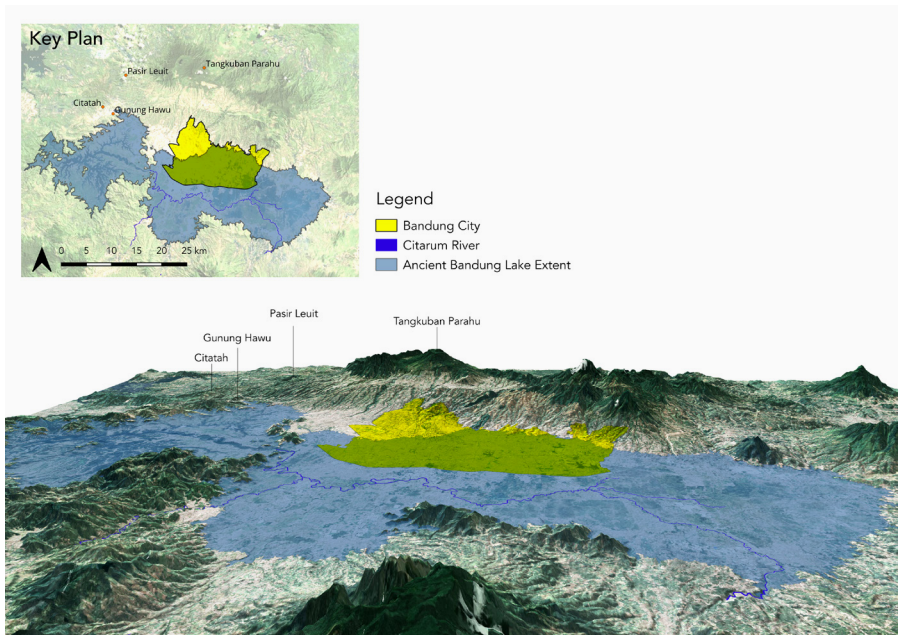 Key Plan
Tangkuban Parahu
Pasir Leuit
Citatah
Gunung Hawu
0 5 10 15 20 25 km
Legend
Bandung City
Citarum River
Ancient Bandung Lake Extent
Pasir Leuit
Tangkuban Parahu
Gunung Hawu
Citatah